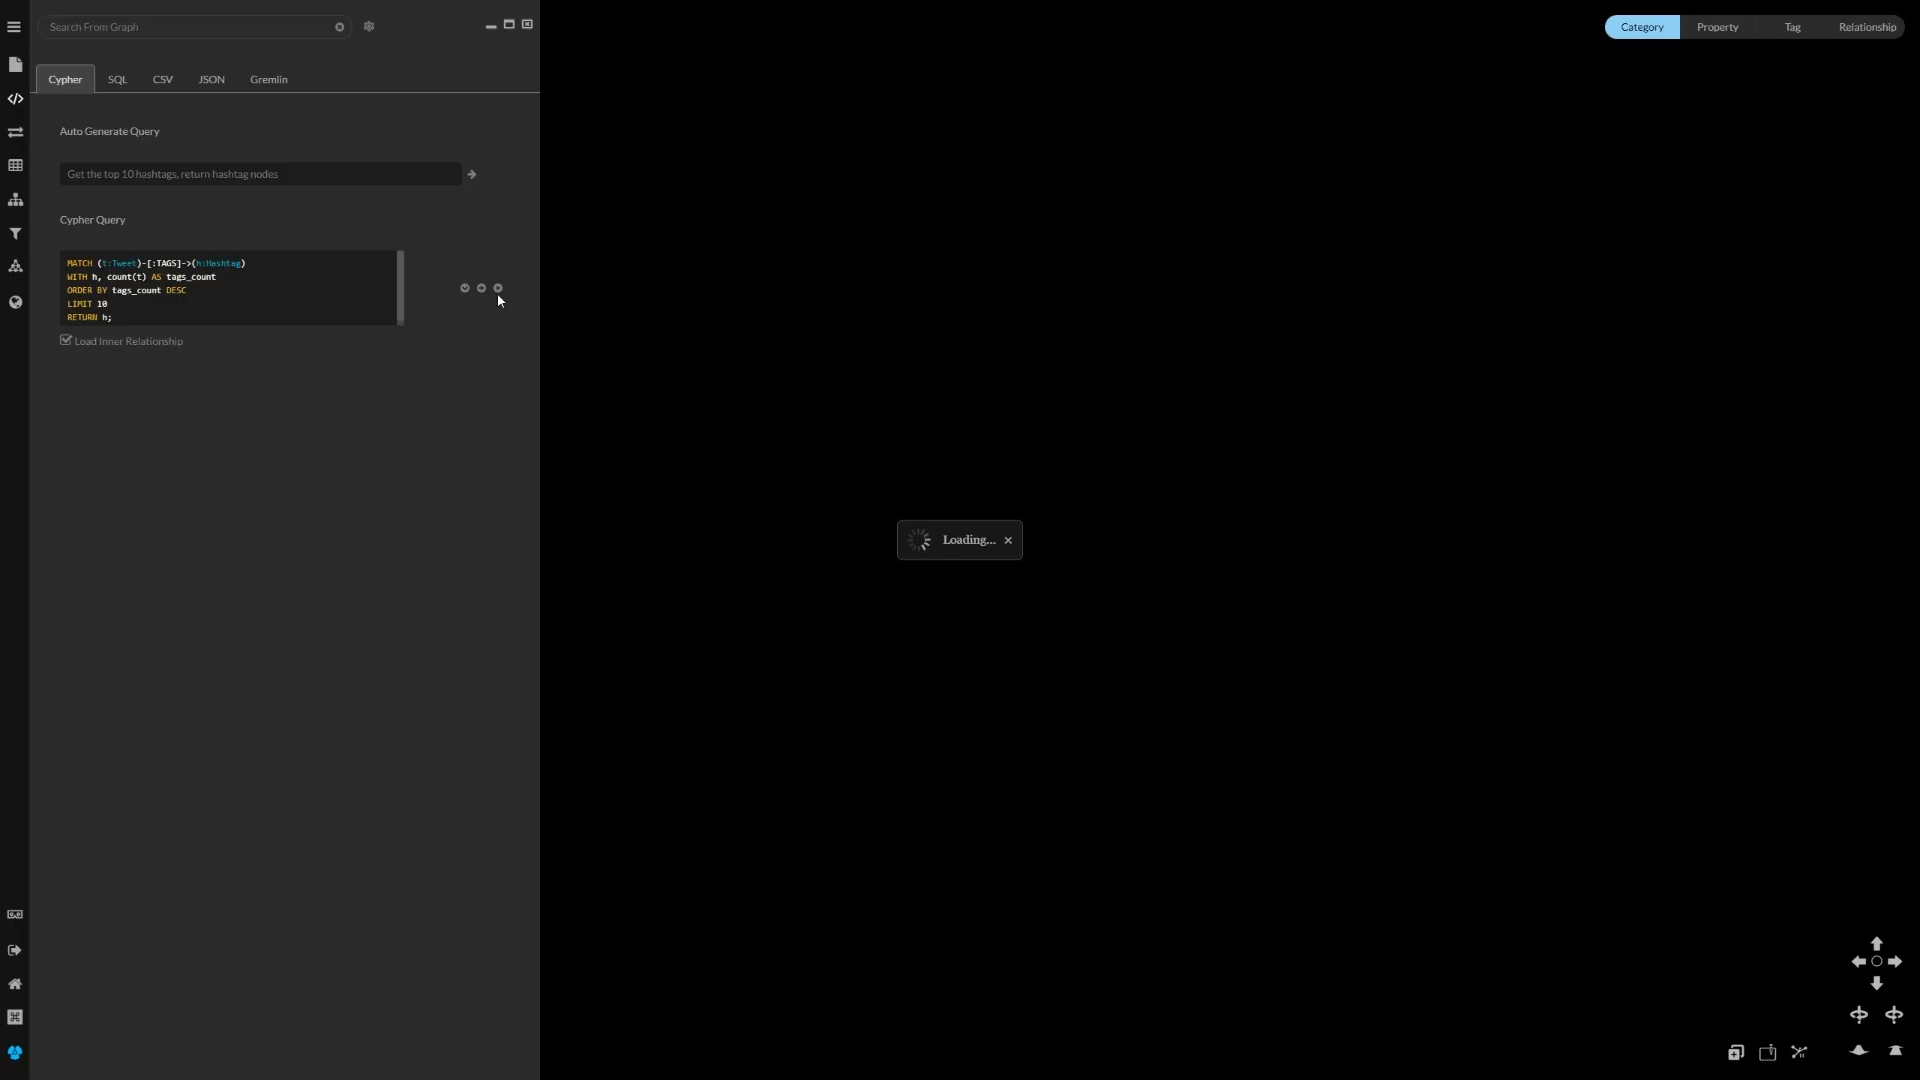 Search From Graph
Category Property Tag Relationship
Cypher SQL CSV JSON Gremlin
Auto Generate Query
Get the top 10 hashtags, return hashtag nodes
Cypher Query
MATCH (t:Tweet)-[:TAGS]->(h:Hashtag)
WITH h, count(t) AS tags_count
ORDER BY tags_count DESC
LIMIT 10
RETURN h;
Load Inner Relationship
Loading...